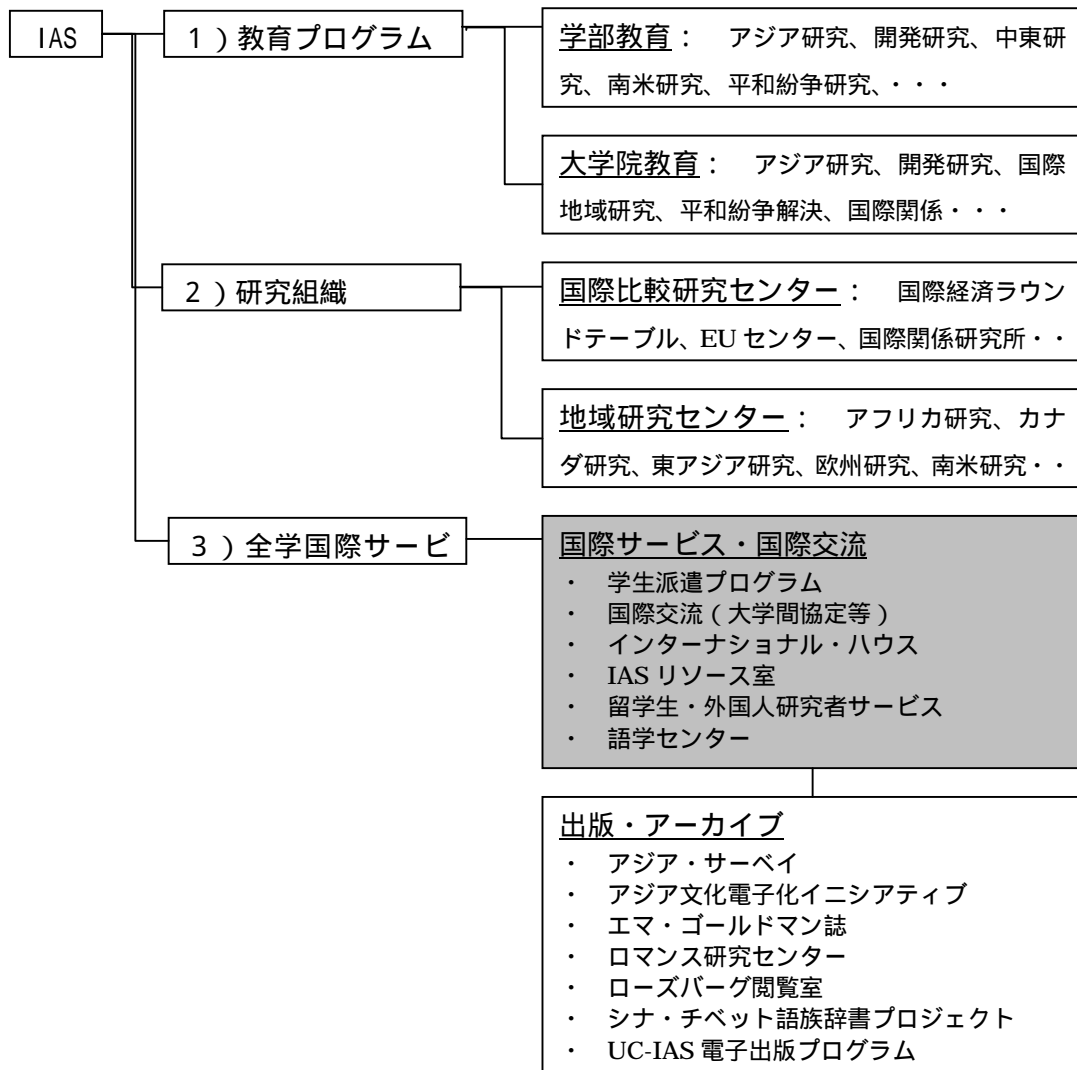 IAS
1）教育プログラム
学部教育：　アジア研究、開発研究、中東研
究、南米研究、平和紛争研究、・・・
大学院教育：　アジア研究、開発研究、国際
地域研究、平和紛争解決、国際関係・・・
2）研究組織
国際比較研究センター：　国際経済ラウン
ドテーブル、EU センター、国際関係研究所・・
地域研究センター：　アフリカ研究、カナ
ダ研究、東アジア研究、欧州研究、南米研究・・
3）全学国際サービ
国際サービス・国際交流
・　学生派遣プログラム
・　国際交流（大学間協定等）
・　インターナショナル・ハウス
・　IAS リソース室
・　留学生・外国人研究者サービス
・　語学センター
出版・アーカイブ
・　アジア・サーベイ
・　アジア文化電子化イニシアティブ
・　エマ・ゴールドマン誌
・　ロマンス研究センター
・　ローズバーグ閲覧室
・　シナ・チベット語族辞書プロジェクト
・　UC-IAS 電子出版プログラム